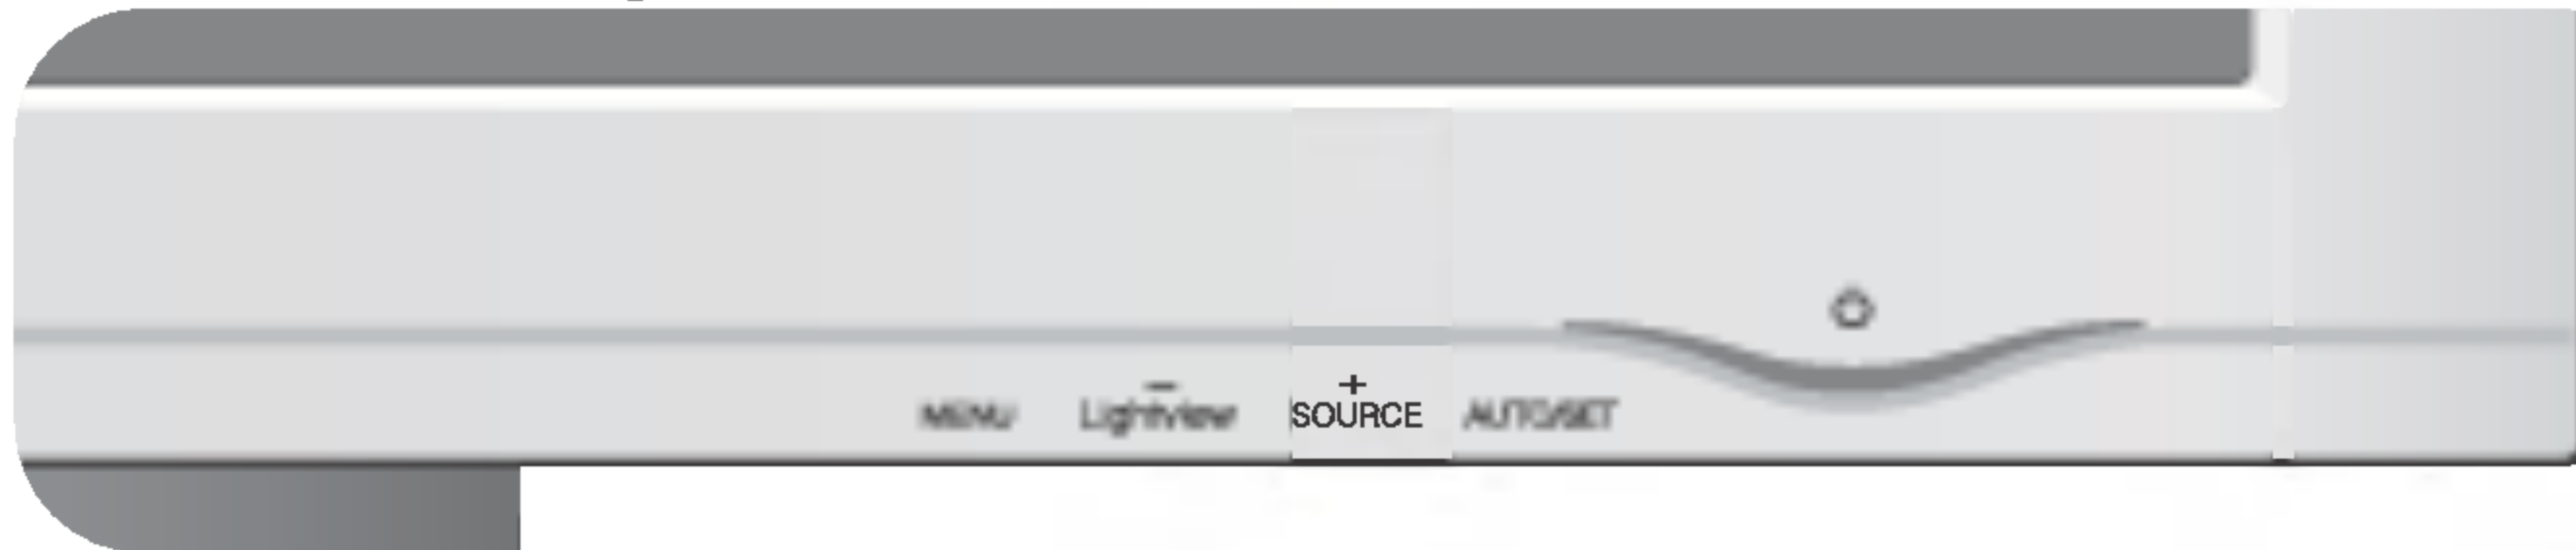 MENU
−
Lightview
+
SOURCE
AUTO/SET